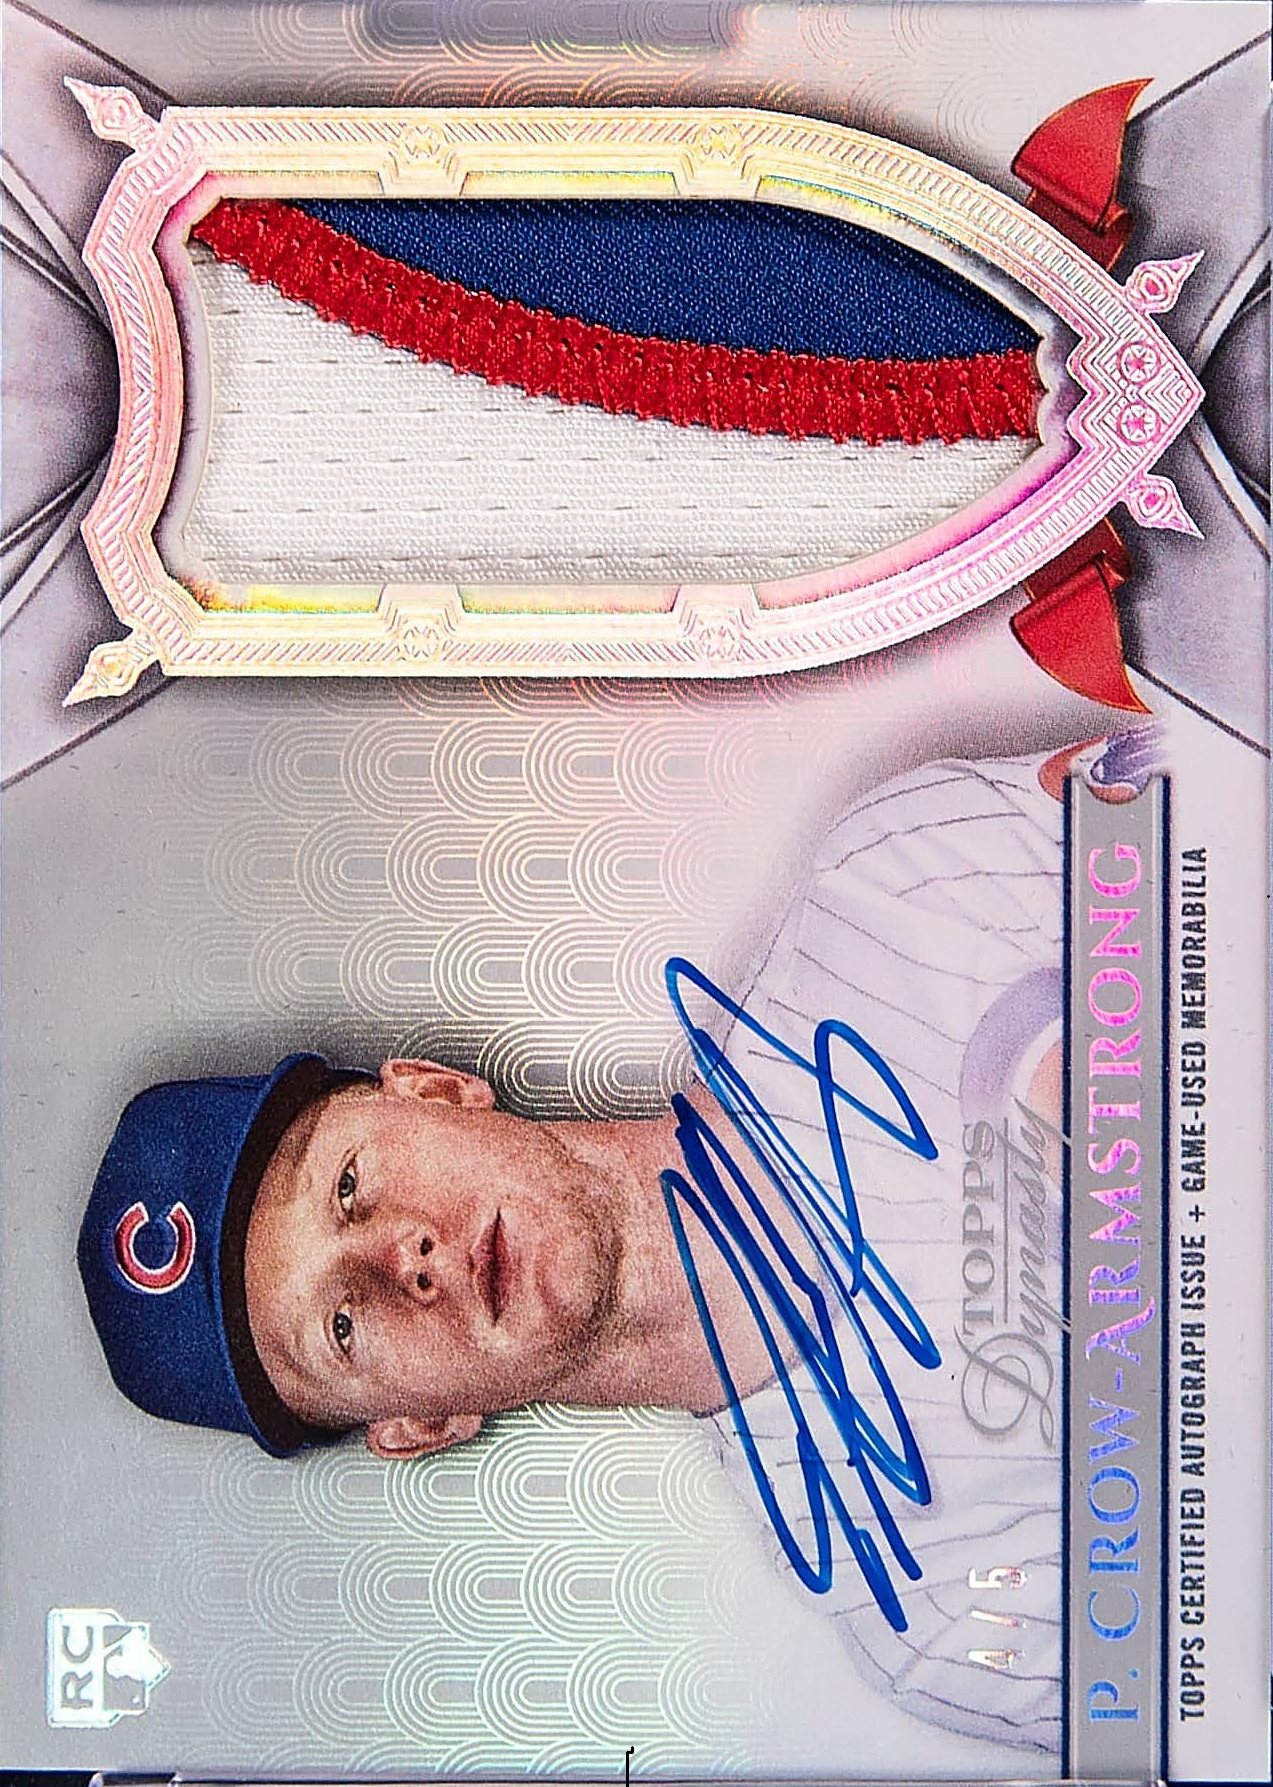 RC
C
TOPPS
Dynasty
4/5
P. CROW-ARMSTRONG
TOPPS CERTIFIED AUTOGRAPH ISSUE + GAME-USED MEMORABILIA